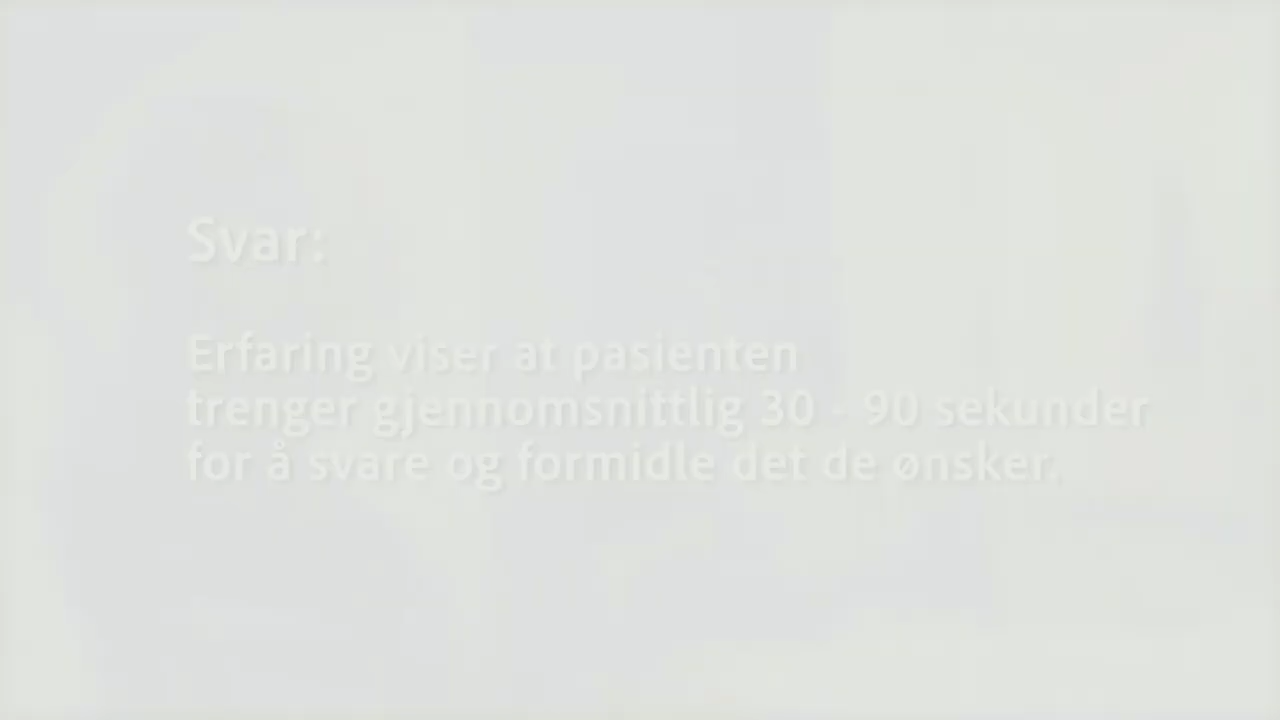 Svar:
Erfaring viser at pasienten
trenger gjennomsnittlig 30 - 90 sekunder
for å svare og formidle det de ønsker.